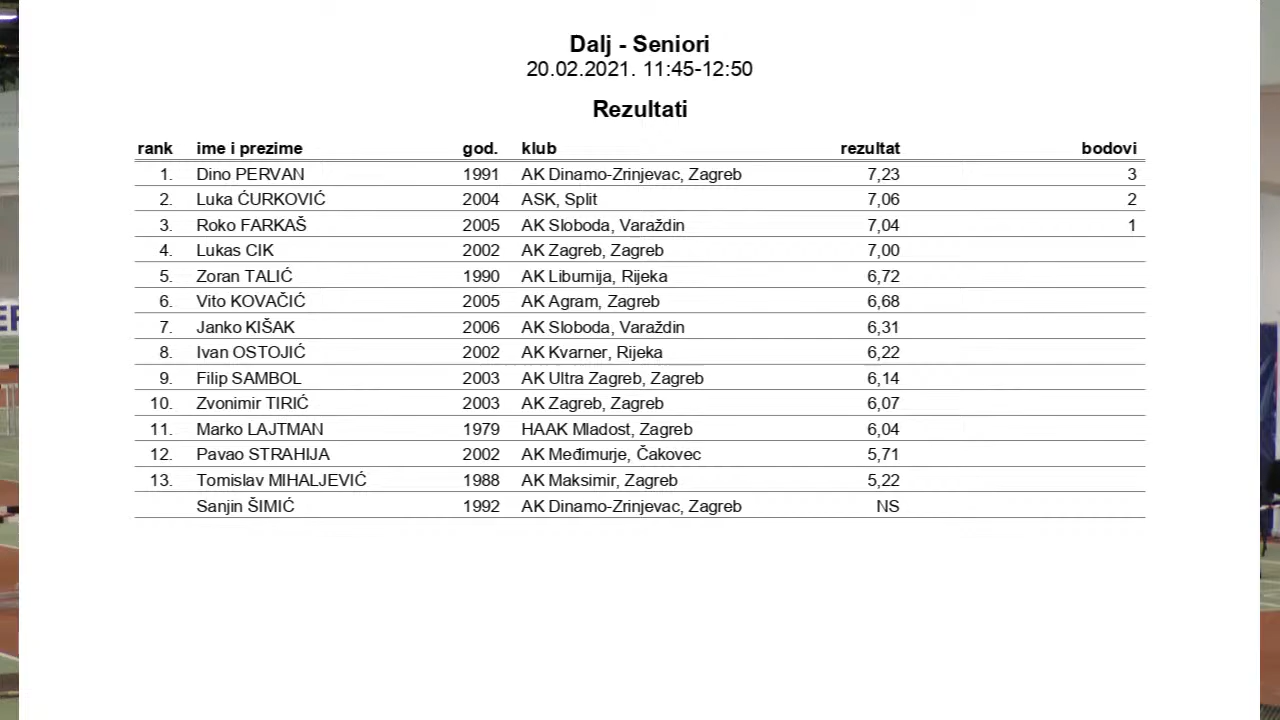 Dalj - Seniori
20.02.2021. 11:45-12:50
Rezultati
rank ime i prezime god. klub rezultat bodovi
1. Dino PERVAN 1991 AK Dinamo-Zrinjevac, Zagreb 7,23 3
2. Luka ĆURKOVIĆ 2004 ASK, Split 7,06 2
3. Roko FARKAŠ 2005 AK Sloboda, Varaždin 7,04 1
4. Lukas CIK 2002 AK Zagreb, Zagreb 7,00
5. Zoran TALIĆ 1990 AK Liburnija, Rijeka 6,72
6. Vito KOVAČIĆ 2005 AK Agram, Zagreb 6,68
7. Janko KIŠAK 2006 AK Sloboda, Varaždin 6,31
8. Ivan OSTOJIĆ 2002 AK Kvarner, Rijeka 6,22
9. Filip SAMBOL 2003 AK Ultra Zagreb, Zagreb 6,14
10. Zvonimir TIRIĆ 2003 AK Zagreb, Zagreb 6,07
11. Marko LAJTMAN 1979 HAAK Mladost, Zagreb 6,04
12. Pavao STRAHIJA 2002 AK Međimurje, Čakovec 5,71
13. Tomislav MIHALJEVIĆ 1988 AK Maksimir, Zagreb 5,22
Sanjin ŠIMIĆ 1992 AK Dinamo-Zrinjevac, Zagreb NS